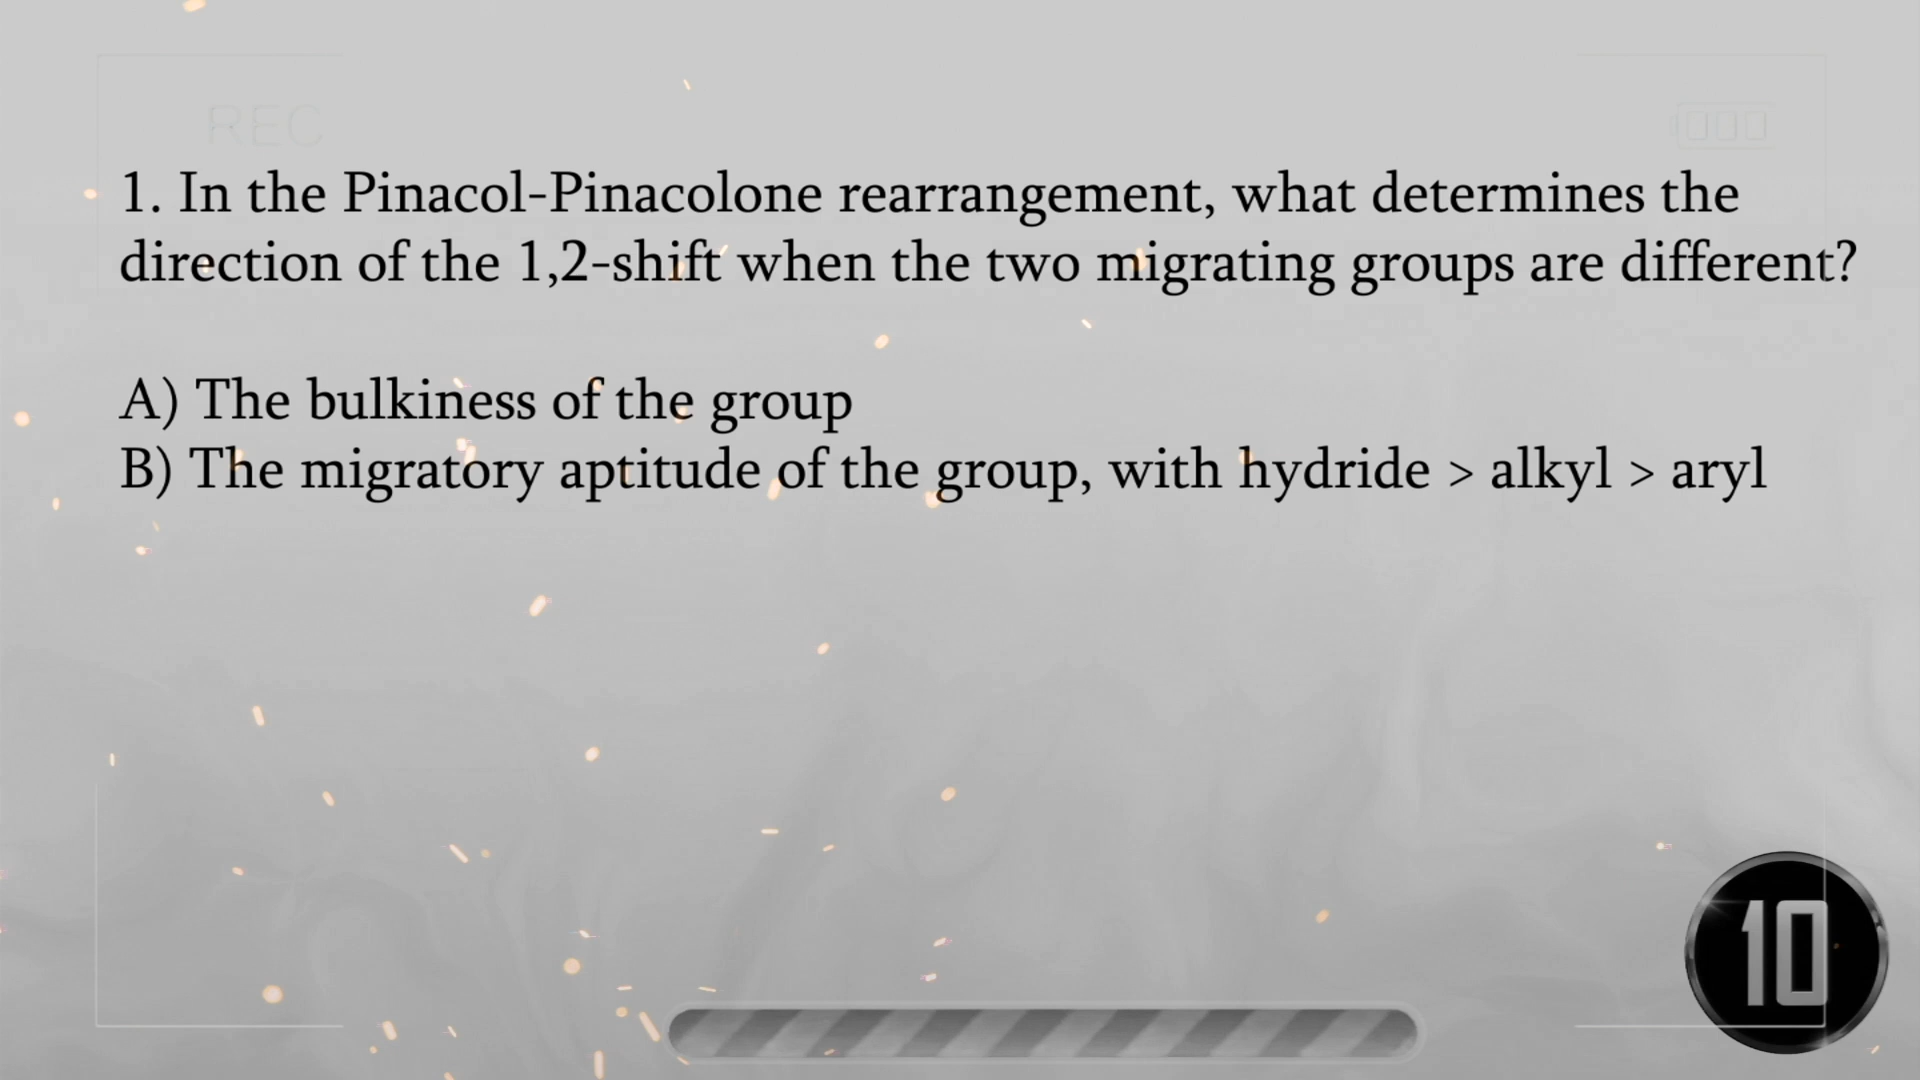 REC
1. In the Pinacol-Pinacolone rearrangement, what determines the
direction of the 1,2-shift when the two migrating groups are different?
A) The bulkiness of the group
B) The migratory aptitude of the group, with hydride > alkyl > aryl
10